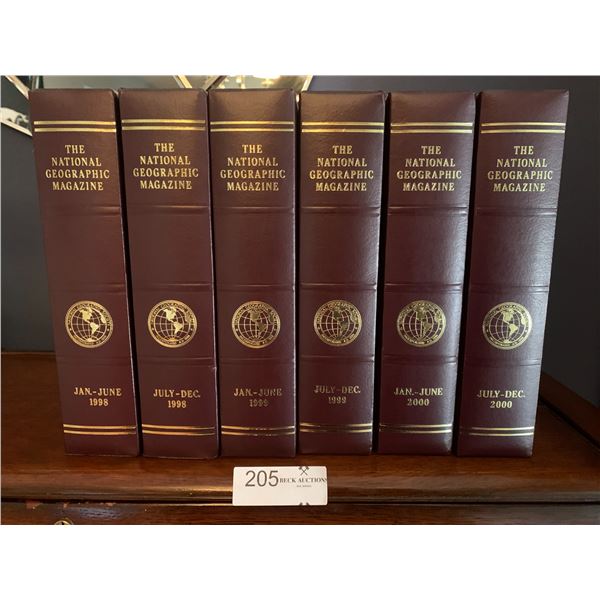 THE
NATIONAL
GEOGRAPHIC
MAGAZINE
JAN.-JUNE
1998
THE
NATIONAL
GEOGRAPHIC
MAGAZINE
JULY-DEC.
1998
THE
NATIONAL
GEOGRAPHIC
MAGAZINE
JAN.-JUNE
1999
THE
NATIONAL
GEOGRAPHIC
MAGAZINE
JULY-DEC.
1999
THE
NATIONAL
GEOGRAPHIC
MAGAZINE
JAN.-JUNE
2000
THE
NATIONAL
GEOGRAPHIC
MAGAZINE
JULY-DEC.
2000
205
BECK AUCTIONS